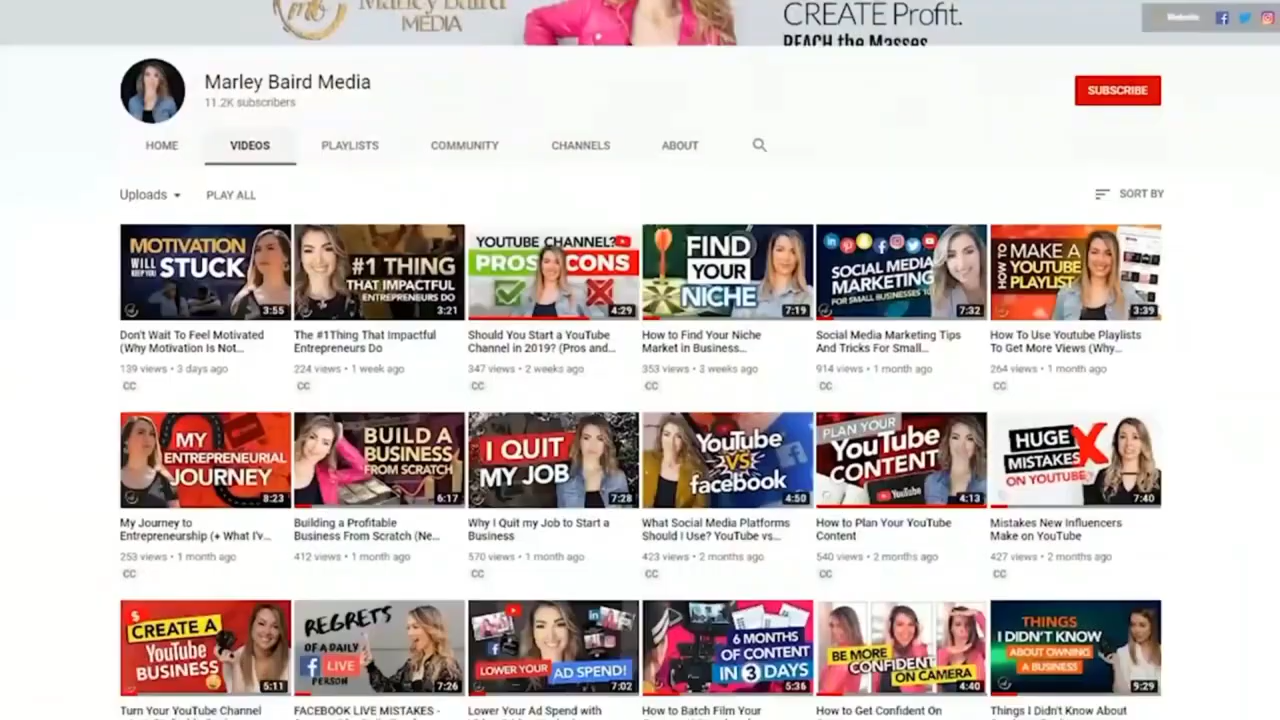 mb
Marley Baird
MEDIA
CREATE Profit.
REACH the Masses
Website
Marley Baird Media
11.2K subscribers
SUBSCRIBE
HOME
VIDEOS
PLAYLISTS
COMMUNITY
CHANNELS
ABOUT
Uploads
PLAY ALL
SORT BY
MOTIVATION
WILL KEEP YOU STUCK
3:55
#1 THING
THAT IMPACTFUL
ENTREPRENEURS DO
3:21
YOUTUBE CHANNEL?
PROS CONS
4:29
FIND
YOUR
NICHE
7:19
SOCIAL MEDIA
MARKETING
FOR SMALL BUSINESSES
7:32
HOW TO
MAKE A
YOUTUBE
PLAYLIST
3:39
Don't Wait To Feel Motivated
(Why Motivation Is Not...
139 views • 3 days ago
CC
The #1Thing That Impactful
Entrepreneurs Do
224 views • 1 week ago
CC
Should You Start a YouTube
Channel in 2019? (Pros and...
347 views • 2 weeks ago
CC
How to Find Your Niche
Market in Business...
353 views • 3 weeks ago
CC
Social Media Marketing Tips
And Tricks For Small...
914 views • 1 month ago
CC
How To Use Youtube Playlists
To Get More Views (Why...
264 views • 1 month ago
CC
MY
ENTREPRENEURIAL
JOURNEY
8:23
BUILD A
BUSINESS
FROM SCRATCH
6:17
I QUIT
MY JOB
7:28
YouTube
VS
facebook
4:50
PLAN YOUR
YouTube
CONTENT
YouTube
4:13
HUGE
MISTAKES
ON YOUTUBE
7:40
My Journey to
Entrepreneurship (+ What I'v...
253 views • 1 month ago
CC
Building a Profitable
Business From Scratch (Ne...
412 views • 1 month ago
Why I Quit my Job to Start a
Business
570 views • 1 month ago
CC
What Social Media Platforms
Should I Use? YouTube vs...
423 views • 2 months ago
CC
How to Plan Your YouTube
Content
540 views • 2 months ago
CC
Mistakes New Influencers
Make on YouTube
427 views • 2 months ago
CC
CREATE A
YouTube
BUSINESS
5:11
REGRETS
OF A DAILY
LIVE
PERSON
7:26
LOWER YOUR AD SPEND!
7:02
6 MONTHS
OF CONTENT
IN 3 DAYS
5:36
BE MORE
CONFIDENT
ON CAMERA
4:40
THINGS
I DIDN'T KNOW
ABOUT OWNING
A BUSINESS
9:29
Turn Your YouTube Channel
FACEBOOK LIVE MISTAKES -
Lower Your Ad Spend with
How to Batch Film Your
How to Get Confident On
Things I Didn't Know About